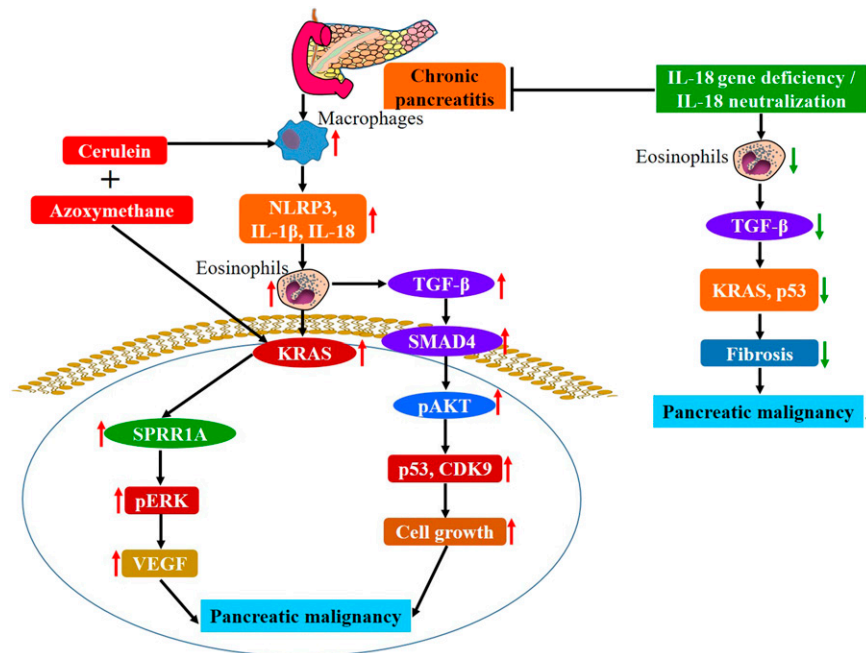 Chronic
pancreatitis
IL-18 gene deficiency /
IL-18 neutralization
Macrophages
Cerulein
+
Azoxymethane
NLRP3,
IL-1β, IL-18
Eosinophils
TGF-β
KRAS
SMAD4
SPRR1A
pAKT
pERK
p53, CDK9
VEGF
Cell growth
Pancreatic malignancy
Eosinophils
TGF-β
KRAS, p53
Fibrosis
Pancreatic malignancy